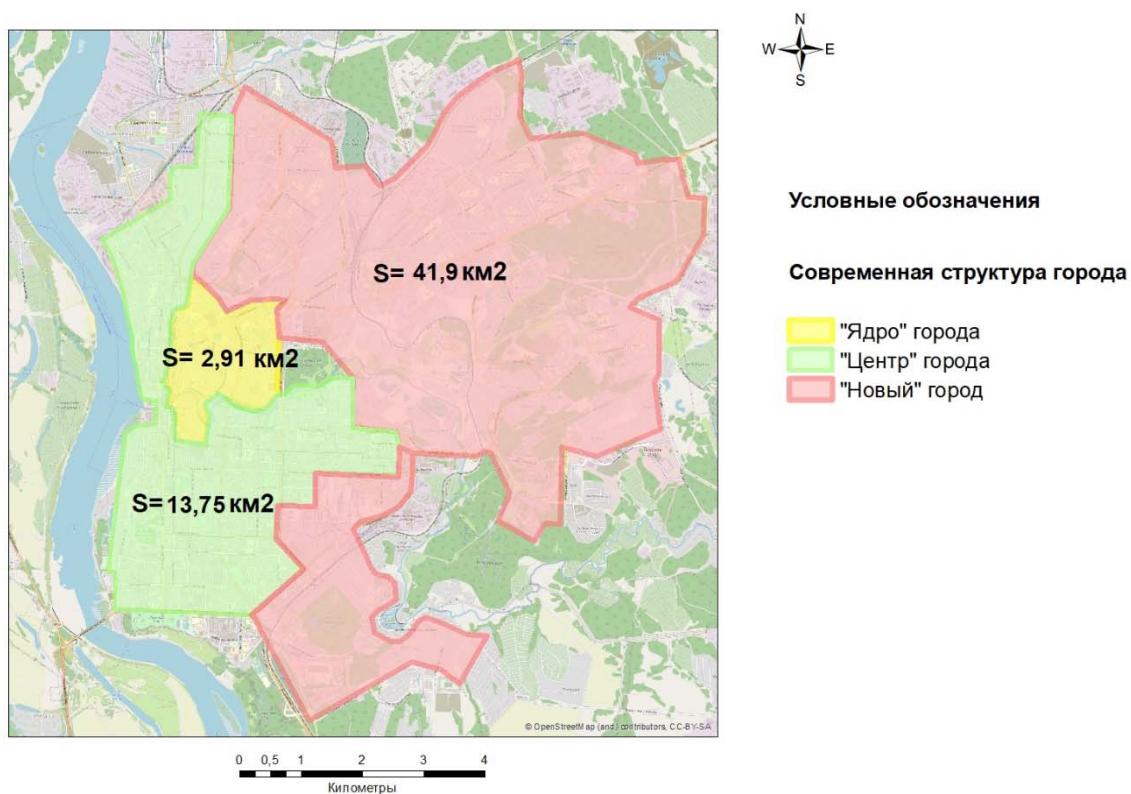 N
W E
S
S= 41,9 км2
S= 2,91 км2
S= 13,75 км2
Условные обозначения
Современная структура города
"Ядро" города
"Центр" города
"Новый" город
© OpenStreetMap (and) contributors, CC-BY-SA
0 0,5 1 2 3 4
Километры